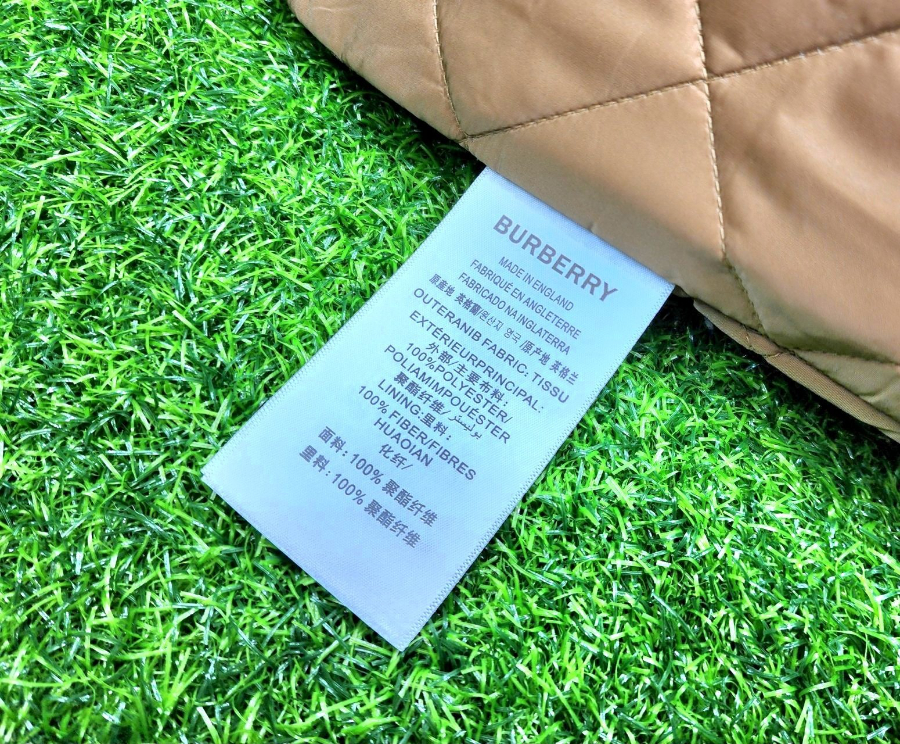 BURBERRY
MADE IN ENGLAND
FABRIQUÉ EN ANGLETERRE
FABRICADO NA INGLATERRA
原産地 英格蘭/원산지 영국 /原产地 英格兰
OUTERANIB FABRIC: TISSU
EXTÉRIEURPRINCIPAL:
外部:主要布料:
100%POLYESTER/
POLIAMIMPOUÉSTER
聚酯纤维/بوليستر
LINING:里料:
100% FIBER/FIBRES
HUAQIAN
化纤/
面料:100% 聚酯纤维
里料:100% 聚酯纤维